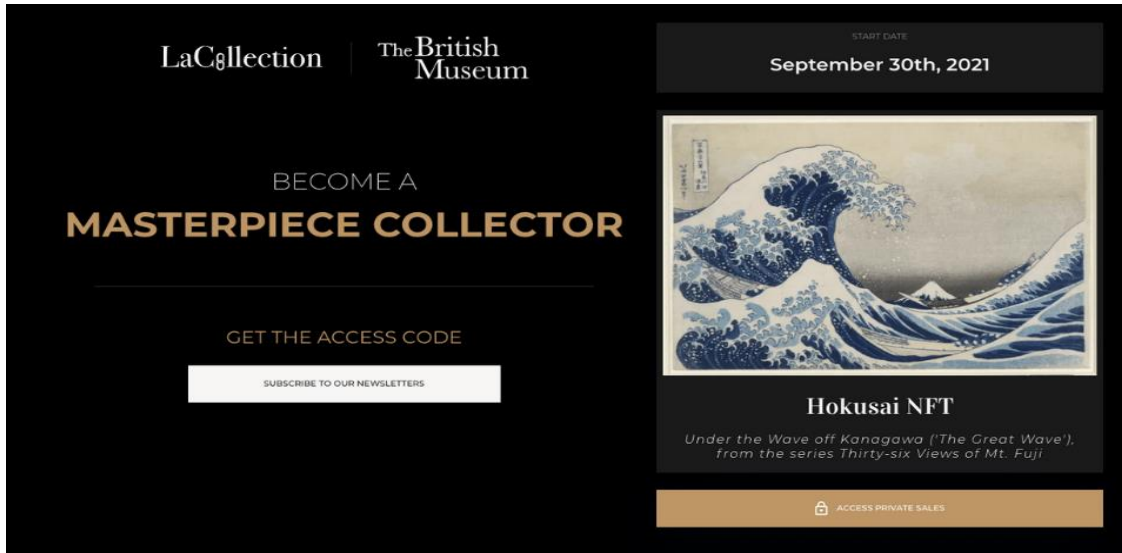 LaCollection
The British
Museum
BECOME A
MASTERPIECE COLLECTOR
GET THE ACCESS CODE
SUBSCRIBE TO OUR NEWSLETTERS
START DATE
September 30th, 2021
Hokusai NFT
Under the Wave off Kanagawa ('The Great Wave'),
from the series Thirty-six Views of Mt. Fuji
ACCESS PRIVATE SALES